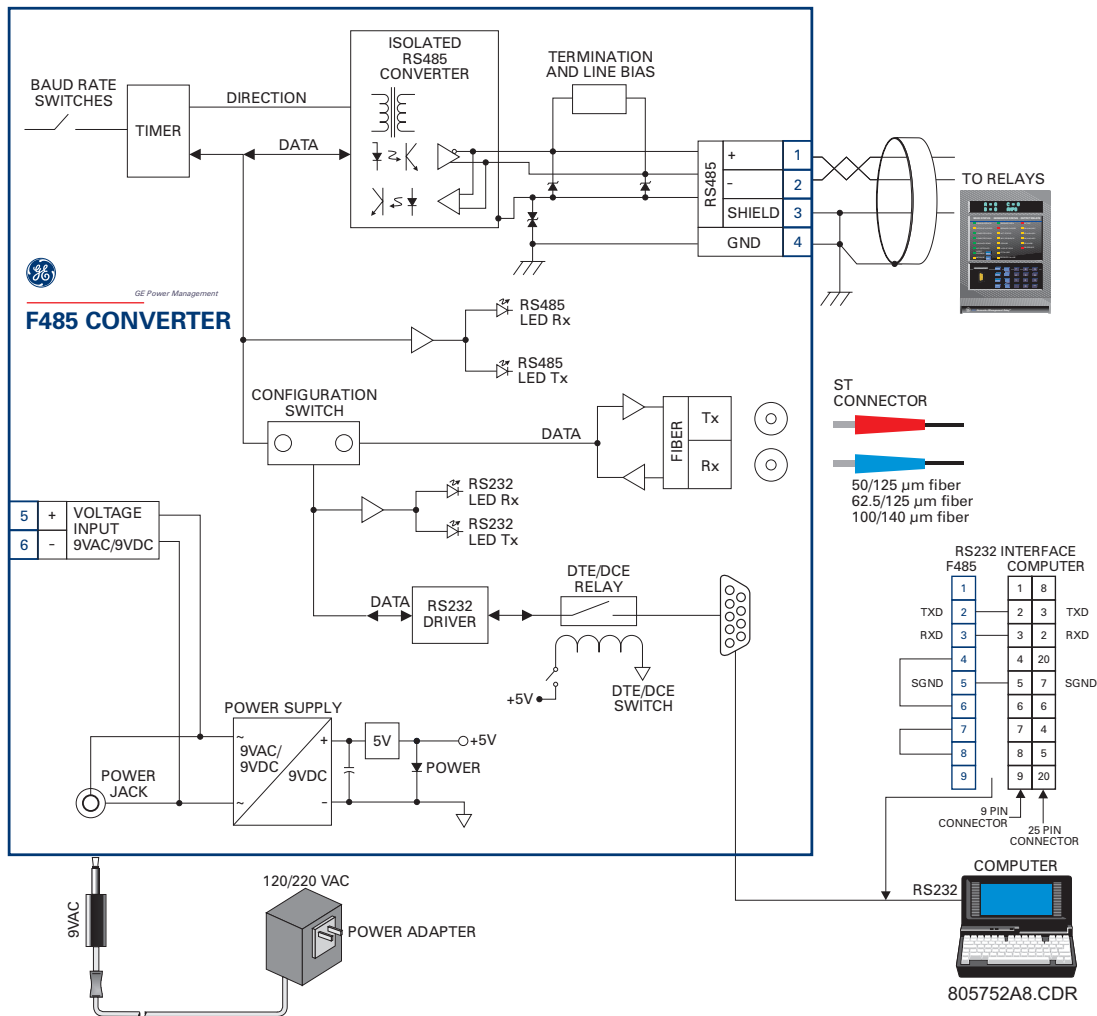 ISOLATED
RS485
CONVERTER
TERMINATION
AND LINE BIAS
BAUD RATE
SWITCHES
TIMER
DIRECTION
DATA
RS485
+
1
-
2
SHIELD
3
GND
4
TO RELAYS
GE Power Management
F485 CONVERTER
RS485
LED Rx
RS485
LED Tx
CONFIGURATION
SWITCH
DATA
FIBER
Tx
Rx
ST
CONNECTOR
50/125 µm fiber
62.5/125 µm fiber
100/140 µm fiber
RS232
LED Rx
RS232
LED Tx
5 + VOLTAGE
INPUT
6 - 9VAC/9VDC
DATA
RS232
DRIVER
DTE/DCE
RELAY
+5V
DTE/DCE
SWITCH
RS232 INTERFACE
F485 COMPUTER
1 1 8
TXD 2 2 3 TXD
RXD 3 3 2 RXD
4 4 20
SGND 5 5 7 SGND
6 6 6
7 7 4
8 8 5
9 9 20
9 PIN
CONNECTOR
25 PIN
CONNECTOR
POWER SUPPLY
~
9VAC/
9VDC
9VDC
~
+
-
5V
+5V
POWER
POWER
JACK
9VAC
120/220 VAC
POWER ADAPTER
COMPUTER
RS232
805752A8.CDR